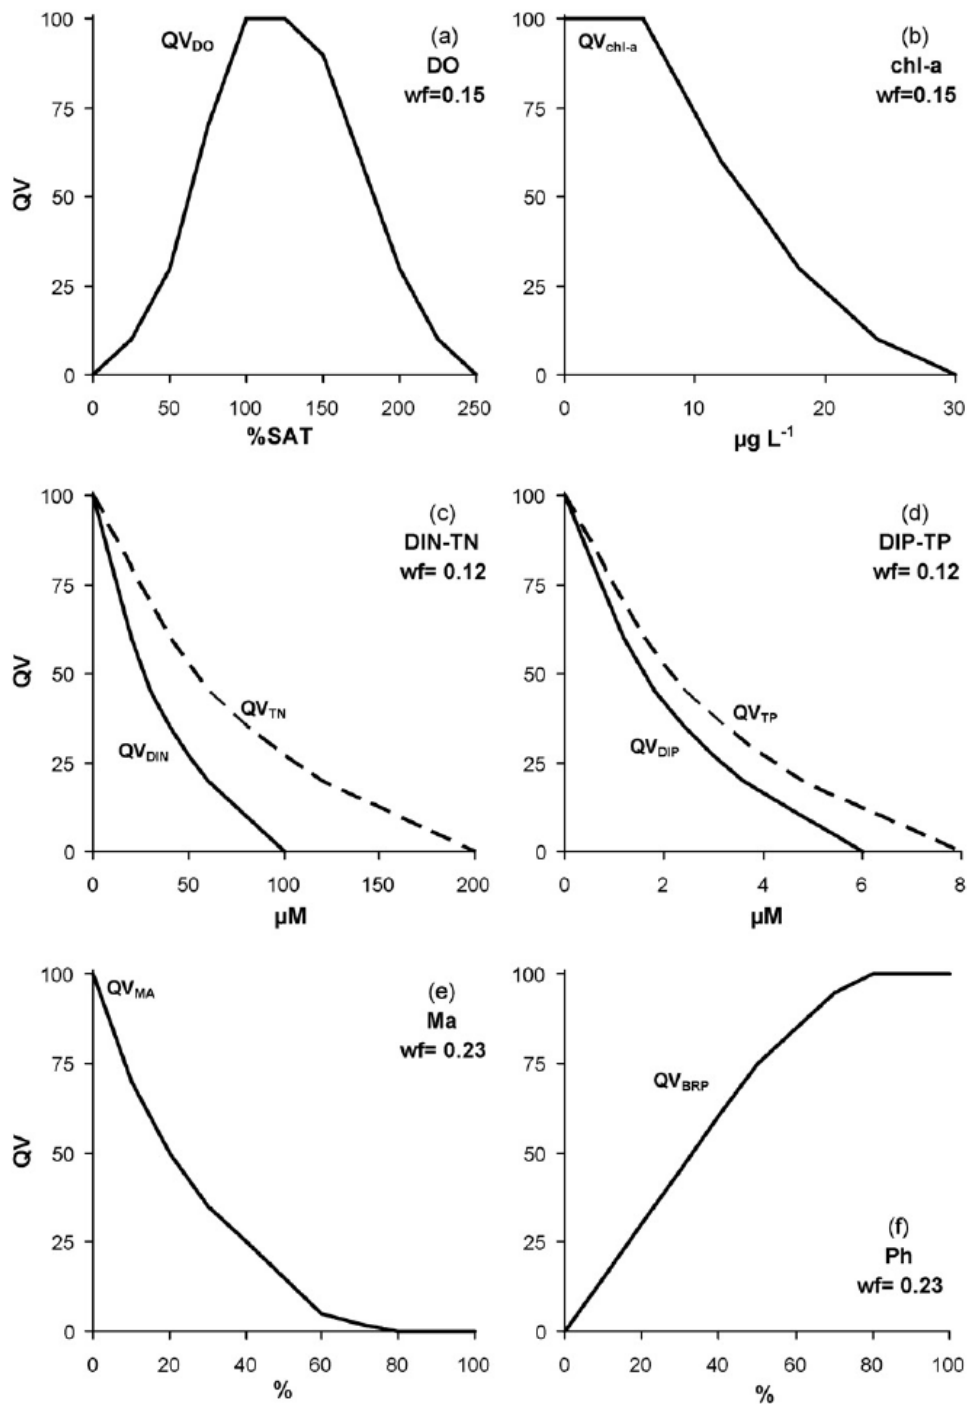 (a)
DO
wf=0.15
QV_DO
QV
100
75
50
25
0
0 50 100 150 200 250
%SAT
(b)
chl-a
wf=0.15
QV_chl-a
100
75
50
25
0
0 10 20 30
µg L⁻¹
(c)
DIN-TN
wf= 0.12
QV_TN
QV_DIN
QV
100
75
50
25
0
0 50 100 150 200
µM
(d)
DIP-TP
wf= 0.12
QV_TP
QV_DIP
100
75
50
25
0
0 2 4 6 8
µM
(e)
Ma
wf= 0.23
QV_MA
QV
100
75
50
25
0
0 20 40 60 80 100
%
(f)
Ph
wf= 0.23
QV_BRP
100
75
50
25
0
0 20 40 60 80 100
%